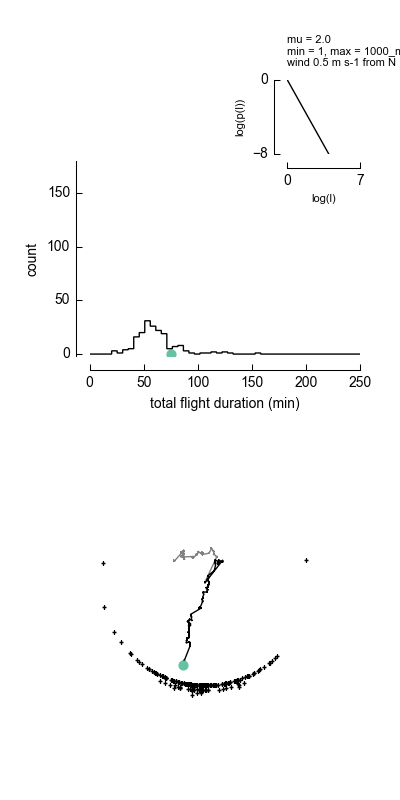 mu = 2.0
min = 1, max = 1000_m
wind 0.5 m s-1 from N
0
−8
log(p(l))
0
7
log(l)
150
100
50
0
count
0
50
100
150
200
250
total flight duration (min)